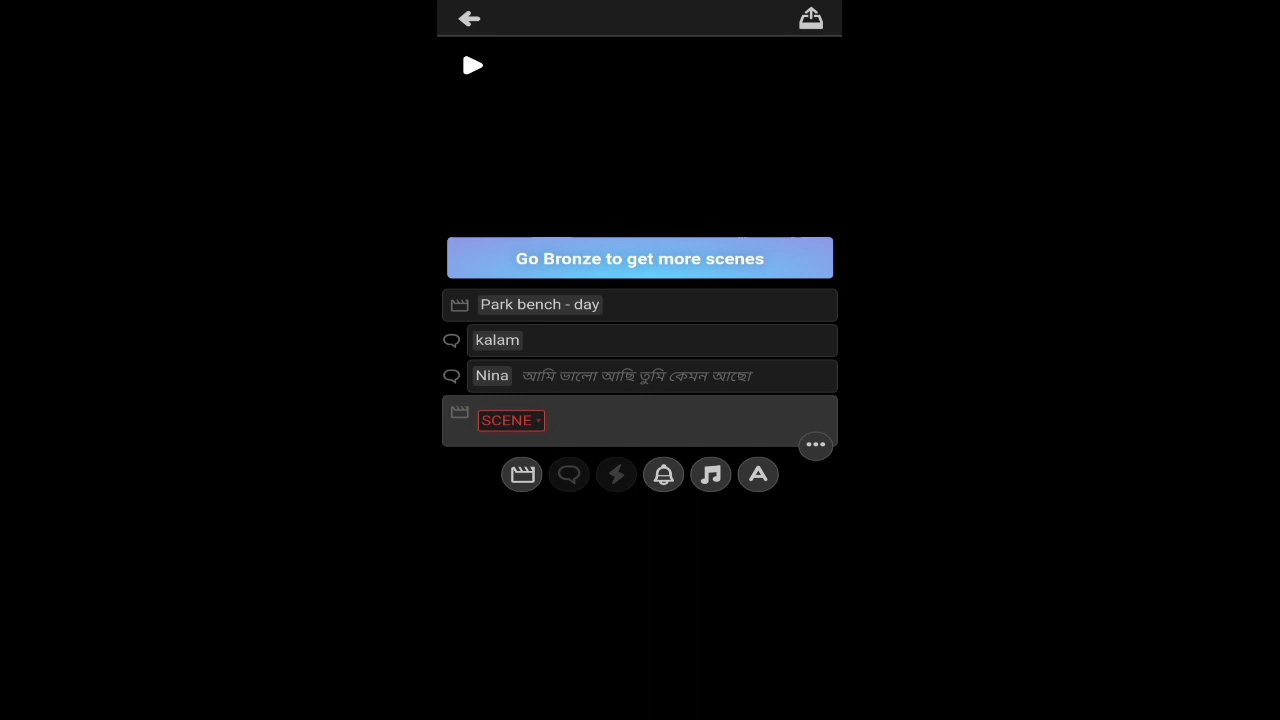 Go Bronze to get more scenes
Park bench - day
kalam
Nina আমি ভালো আছি তুমি কেমন আছো
SCENE